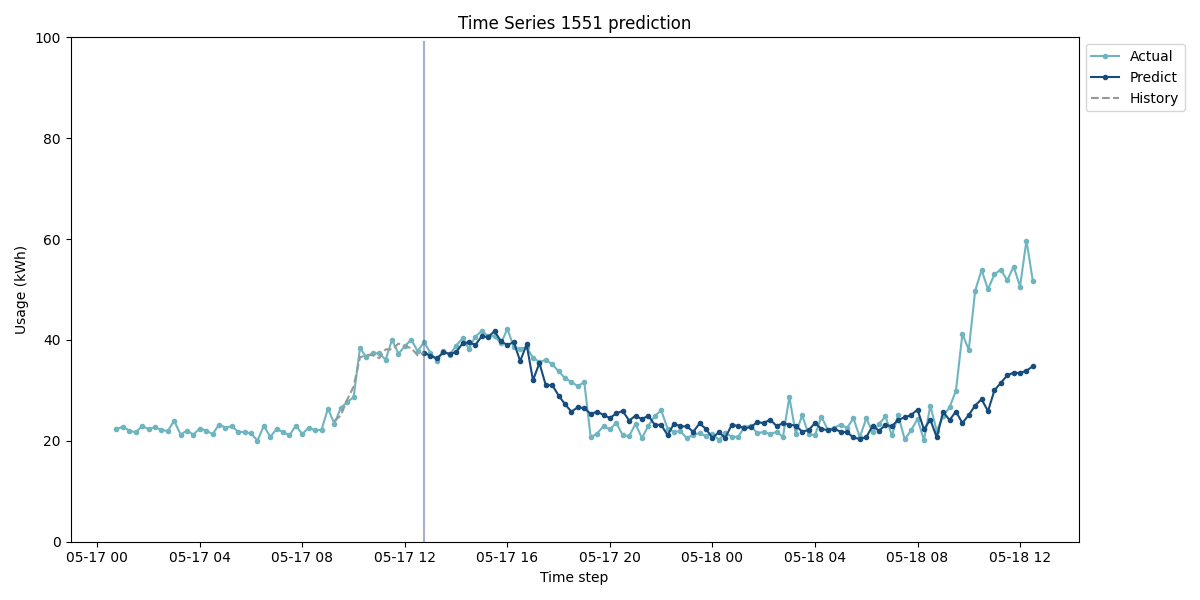 Time Series 1551 prediction
100
80
60
40
20
0
Usage (kWh)
05-17 00
05-17 04
05-17 08
05-17 12
05-17 16
05-17 20
05-18 00
05-18 04
05-18 08
05-18 12
Time step
Actual
Predict
History